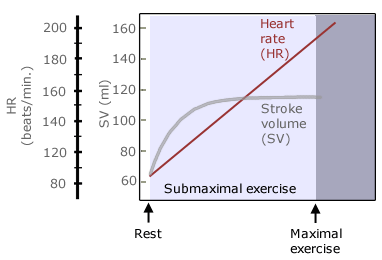 HR
(beats/min.)
200
180
160
140
120
100
80
SV (ml)
160
140
120
100
80
60
Heart
rate
(HR)
Stroke
volume
(SV)
Submaximal exercise
Rest
Maximal
exercise